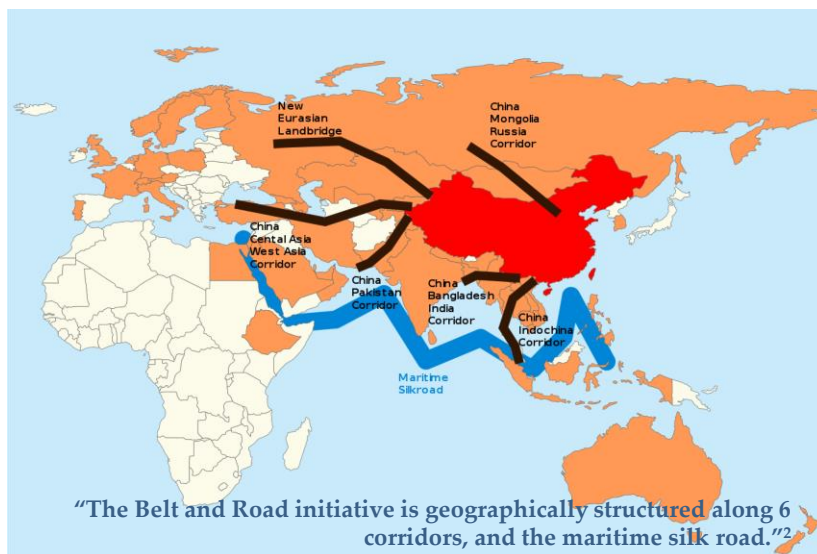 New
Eurasian
Landbridge
China
Mongolia
Russia
Corridor
China
Cental Asia
West Asia
Corridor
China
Pakistan
Corridor
China
Bangladesh
India
Corridor
China
Indochina
Corridor
Maritime
Silkroad
“The Belt and Road initiative is geographically structured along 6
corridors, and the maritime silk road.”2